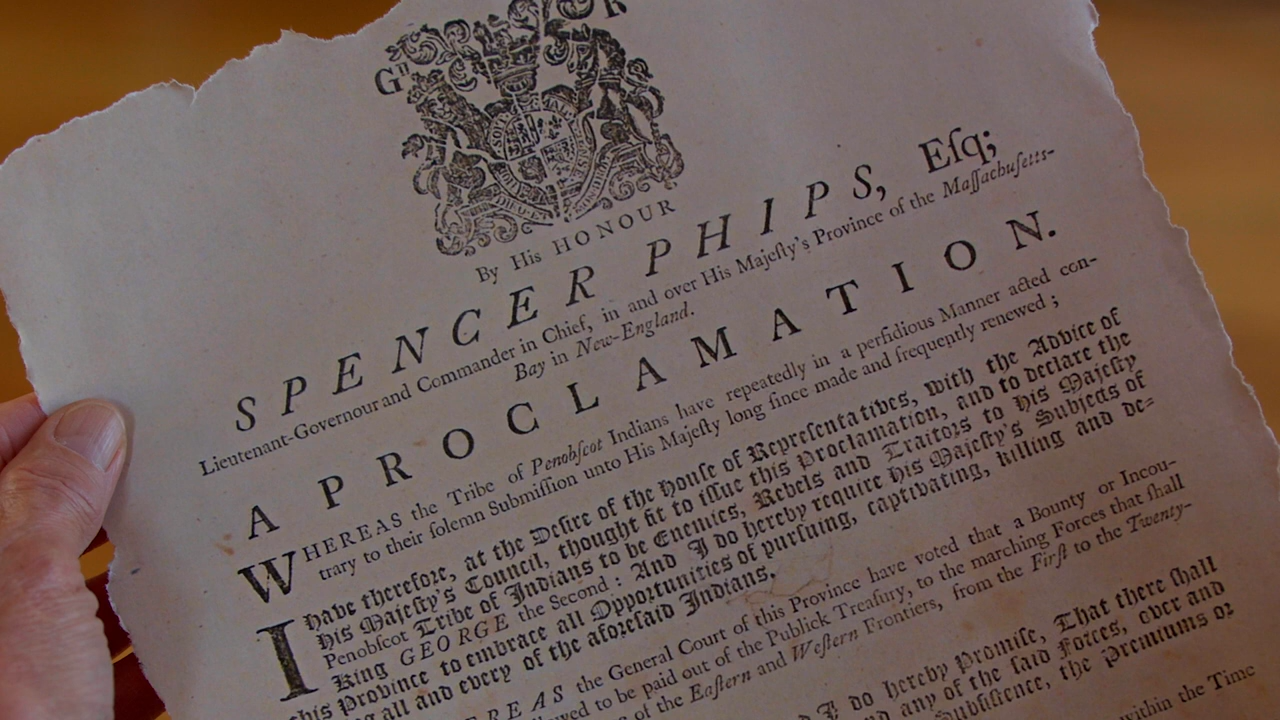 Gᴵᴵ R
DIEU·ET
By His HONOUR
SPENCER PHIPS, Eſq;
Lieutenant-Governour and Commander in Chief, in and over His Majeſty's Province of the Maſſachuſetts-
Bay in New-England.
A PROCLAMATION.
WHEREAS the Tribe of Penobſcot Indians have repeatedly in a perfidious Manner acted con-
trary to their ſolemn Submiſſion unto His Majeſty long ſince made and frequently renewed;
I have therefore, at the Deſire of the Houſe of Repreſentatives, with the Advice of
his Majeſty's Council, thought fit to iſſue this Proclamation, and to declare the
Penobſcot Tribe of Indians to be Enemies, Rebels and Traitors to his Majeſty
King GEORGE the Second: And I do hereby require his Majeſty's Subjects of
this Province to embrace all Opportunities of purſuing, captivating, killing and de-
ng all and every of the aforeſaid Indians.
REAS the General Court of this Province have voted that a Bounty or Incou-
lowed to be paid out of the Publick Treaſury, to the marching Forces that ſhall
of the Eaſtern and Weſtern Frontiers, from the Firſt to the Twenty-
I do hereby Promiſe, That there ſhall
and any of the ſaid Forces, over and
Subſiſtence, the Premiums or
within the Time